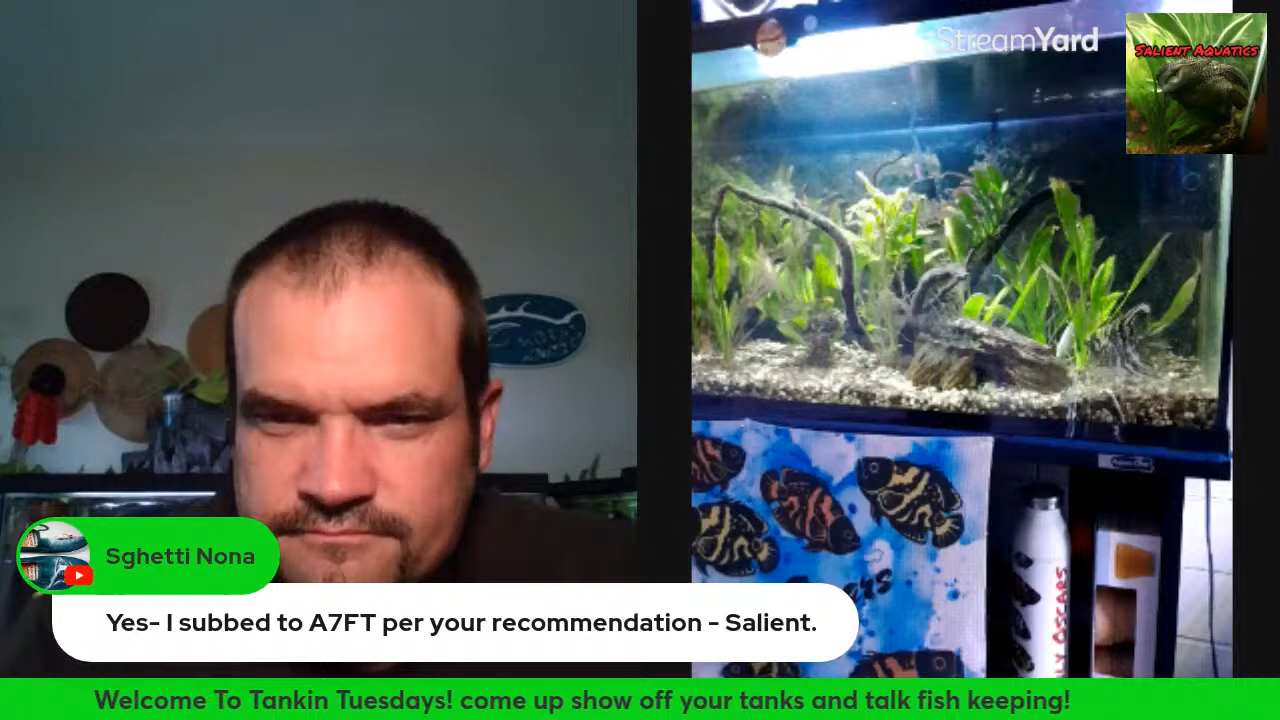 StreamYard
SALIENT AQUATICS
Sghetti Nona
Yes- I subbed to A7FT per your recommendation - Salient.
Welcome To Tankin Tuesdays! come up show off your tanks and talk fish keeping!
OSCARS